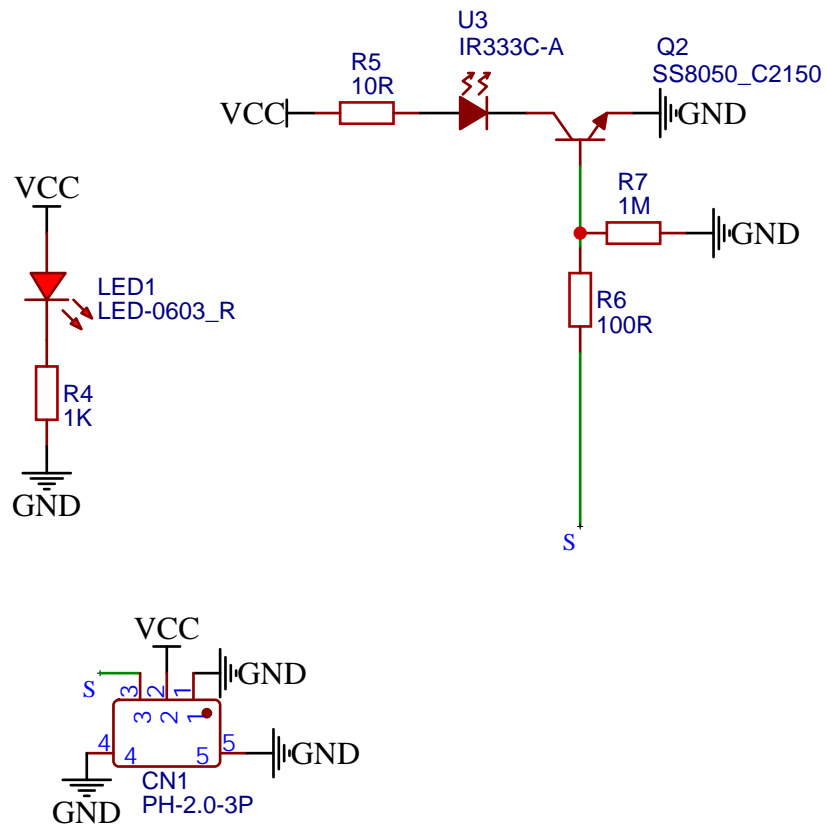 U3
IR333C-A
Q2
SS8050_C2150
R5
10R
VCC
GND
R7
1M
GND
VCC
LED1
LED-0603_R
R6
100R
R4
1K
GND
S
VCC
GND
S
3
2
1
3
2
1
4
4
5
5
GND
CN1
PH-2.0-3P
GND